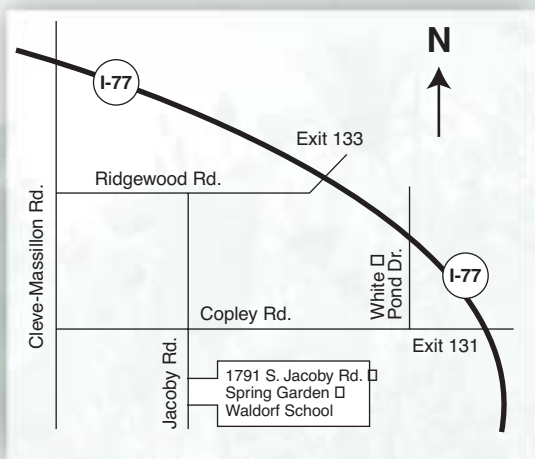 N
I-77
Exit 133
Ridgewood Rd.
Cleve-Massillon Rd.
White
Pond Dr.
I-77
Copley Rd.
Exit 131
Jacoby Rd.
1791 S. Jacoby Rd.
Spring Garden
Waldorf School